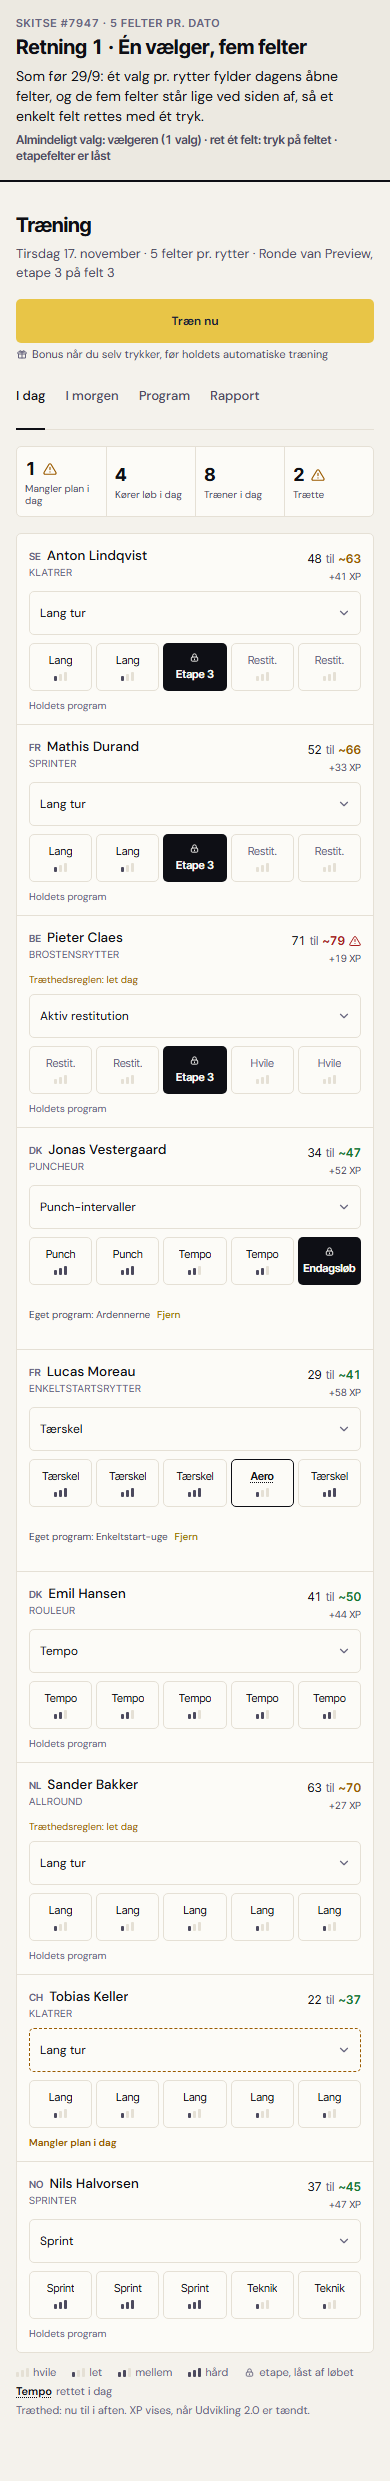 SKITSE #7947 · 5 FELTER PR. DATO
Retning 1 · Én vælger, fem felter
Som før 29/9: ét valg pr. rytter fylder dagens åbne
felter, og de fem felter står lige ved siden af, så et
enkelt felt rettes med ét tryk.
Almindeligt valg: vælgeren (1 valg) · ret ét felt: tryk på feltet ·
etapefelter er låst
Træning
Tirsdag 17. november · 5 felter pr. rytter · Ronde van Preview,
etape 3 på felt 3
Træn nu
Bonus når du selv trykker, før holdets automatiske træning
I dag I morgen Program Rapport
1 4 8 2
Mangler plan i
dag
Kører løb i dag Træner i dag Trætte
SE Anton Lindqvist 48 til ~63
KLATRER +41 XP
Lang tur
Lang Lang Etape 3 Restit. Restit.
Holdets program
FR Mathis Durand 52 til ~66
SPRINTER +33 XP
Lang tur
Lang Lang Etape 3 Restit. Restit.
Holdets program
BE Pieter Claes 71 til ~79
BROSTENSRYTTER +19 XP
Træthedsreglen: let dag
Aktiv restitution
Restit. Restit. Etape 3 Hvile Hvile
Holdets program
DK Jonas Vestergaard 34 til ~47
PUNCHEUR +52 XP
Punch-intervaller
Punch Punch Tempo Tempo Endagsløb
Eget program: Ardennerne Fjern
FR Lucas Moreau 29 til ~41
ENKELTSTARTSRYTTER +58 XP
Tærskel
Tærskel Tærskel Tærskel Aero Tærskel
Eget program: Enkeltstart-uge Fjern
DK Emil Hansen 41 til ~50
ROULEUR +44 XP
Tempo
Tempo Tempo Tempo Tempo Tempo
Holdets program
NL Sander Bakker 63 til ~70
ALLROUND +27 XP
Træthedsreglen: let dag
Lang tur
Lang Lang Lang Lang Lang
Holdets program
CH Tobias Keller 22 til ~37
KLATRER
Lang tur
Lang Lang Lang Lang Lang
Mangler plan i dag
NO Nils Halvorsen 37 til ~45
SPRINTER +47 XP
Sprint
Sprint Sprint Sprint Teknik Teknik
Holdets program
hvile let mellem hård etape, låst af løbet
Tempo rettet i dag
Træthed: nu til i aften. XP vises, når Udvikling 2.0 er tændt.